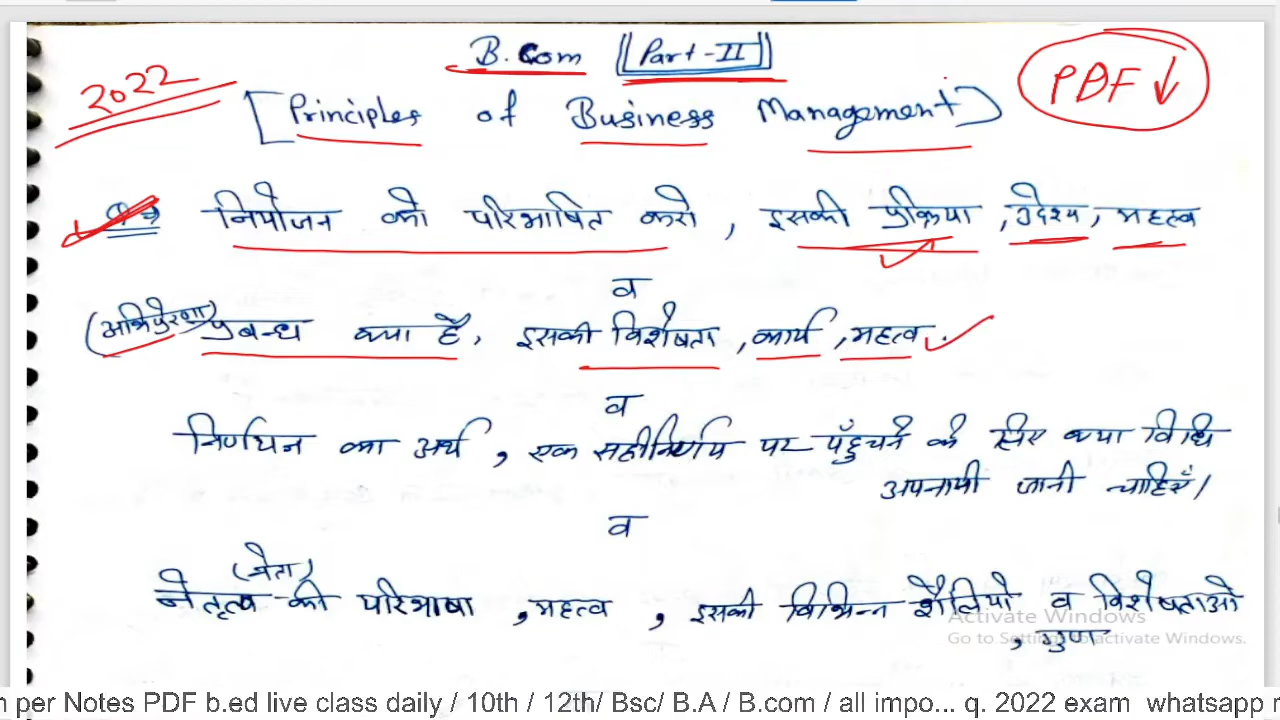 B.Com Part-II
2022
PDF ↓
[Principles of Business Management]
नियोजन को परिभाषित करो, इसकी प्रक्रिया, उदेश्य, महत्व
व
(अभिप्रेरणा) प्रबन्ध क्या है, इसकी विशेषता, कार्य, महत्व.
व
निर्णयन का अर्थ, एक सही निर्णय पर पहुँचने के लिए क्या विधि
अपनायी जानी चाहिएँ।
व
(नेता)
नेतृत्व की परिभाषा, महत्व, इसकी विभिन्न शैलियो व विशेषताओ
, गुण
Activate Windows
Go to Settings to activate Windows.
per Notes PDF b.ed live class daily / 10th / 12th/ Bsc/ B.A / B.com / all impo... q. 2022 exam whatsapp